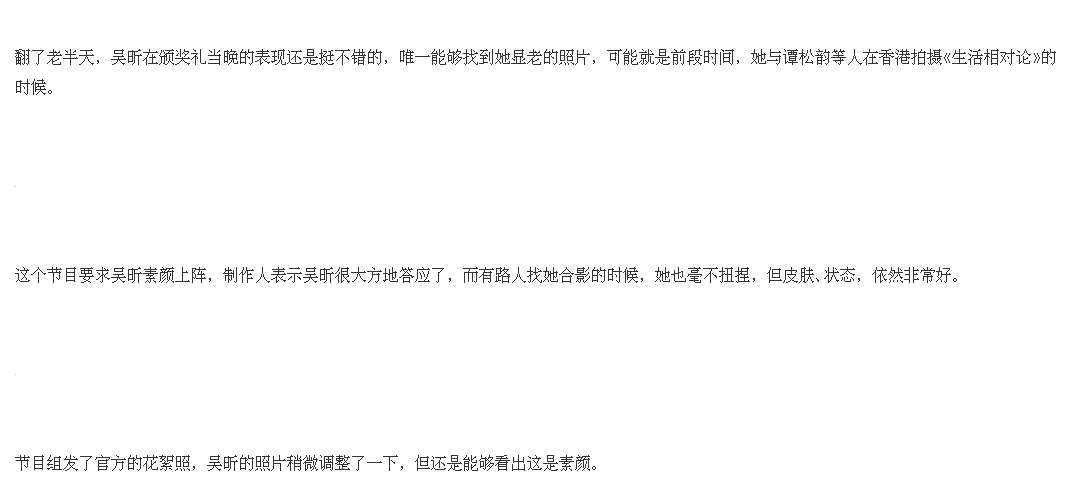 翻了老半天，吴昕在颁奖礼当晚的表现还是挺不错的，唯一能够找到她显老的照片，可能就是前段时间，她与谭松韵等人在香港拍摄《生活相对论》的
时候。
这个节目要求吴昕素颜上阵，制作人表示吴昕很大方地答应了，而有路人找她合影的时候，她也毫不扭捏，但皮肤、状态，依然非常好。
节目组发了官方的花絮照，吴昕的照片稍微调整了一下，但还是能够看出这是素颜。